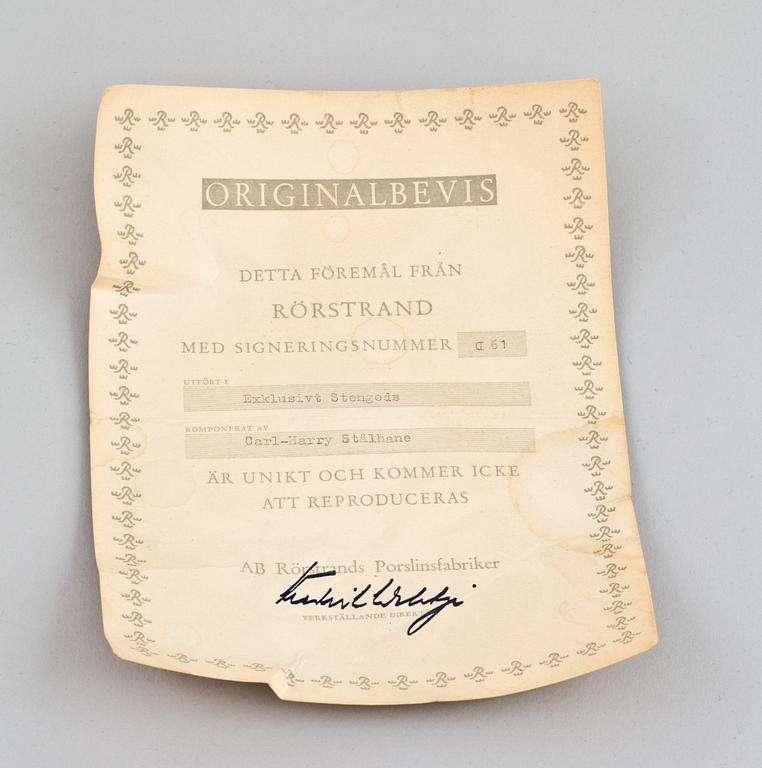 ORIGINALBEVIS
DETTA FÖREMÅL FRÅN
RÖRSTRAND
MED SIGNERINGSNUMMER 61
UTFÖRT I
Exklusivt Stengods
KOMPONERAT AV
Carl-Harry Stålhane
ÄR UNIKT OCH KOMMER ICKE
ATT REPRODUCERAS
AB Rörstrands Porslinsfabriker
VERKSTÄLLANDE